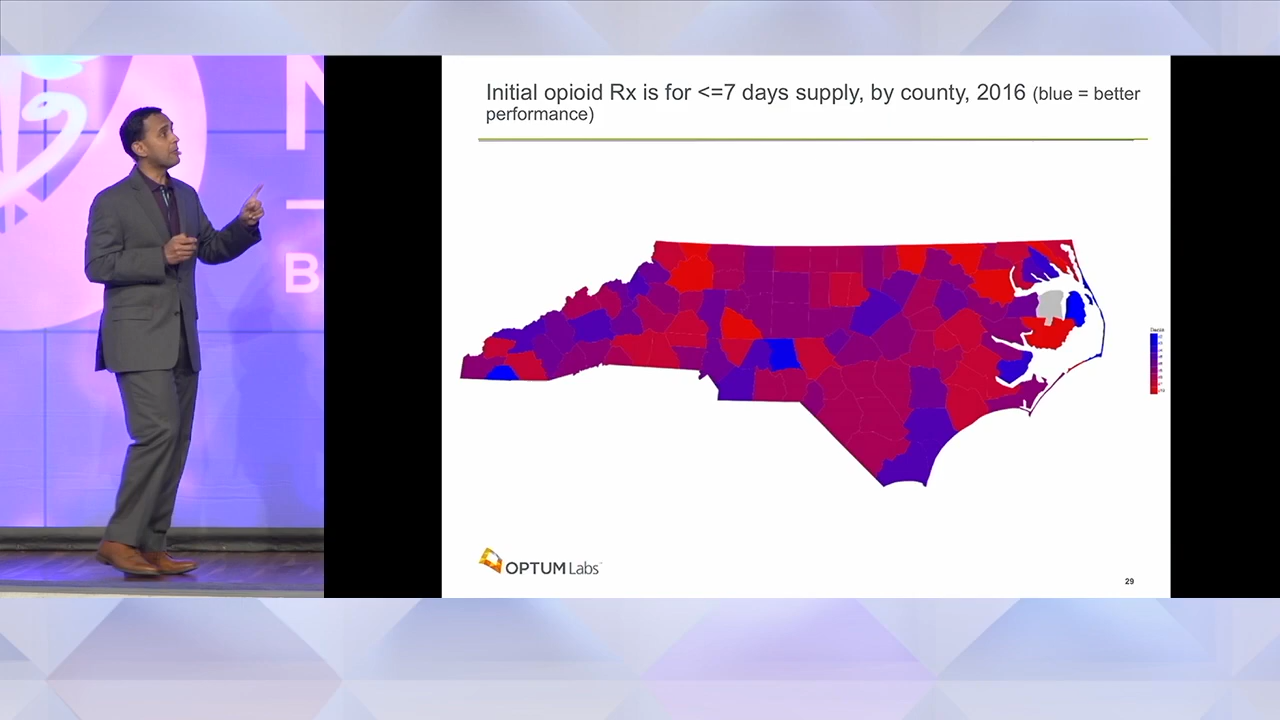 Initial opioid Rx is for <=7 days supply, by county, 2016 (blue = better
performance)
OPTUM Labs
29